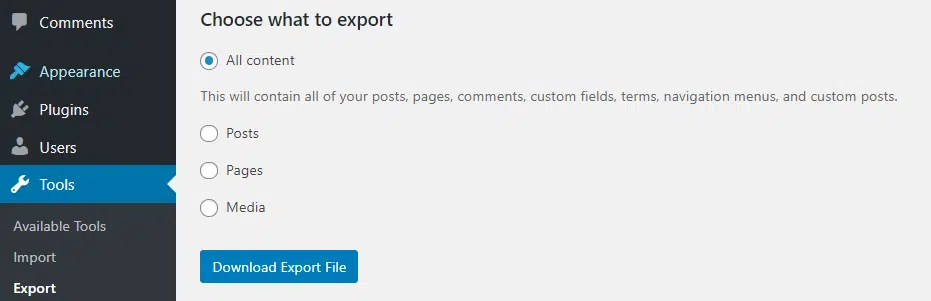 Comments
Appearance
Plugins
Users
Tools
Available Tools
Import
Export
Choose what to export
All content
This will contain all of your posts, pages, comments, custom fields, terms, navigation menus, and custom posts.
Posts
Pages
Media
Download Export File